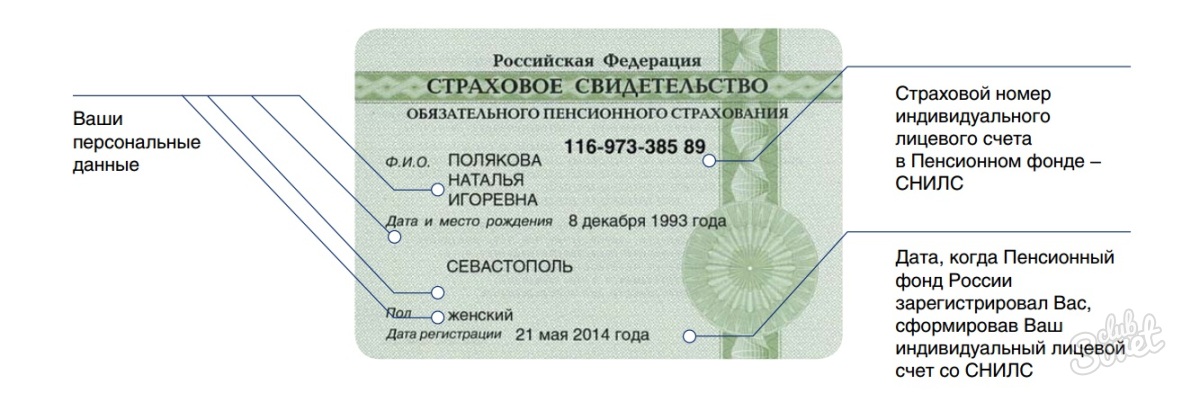 Ваши
персональные
данные
Российская Федерация
СТРАХОВОЕ СВИДЕТЕЛЬСТВО
ОБЯЗАТЕЛЬНОГО ПЕНСИОННОГО СТРАХОВАНИЯ
116-973-385 89
Ф.И.О. ПОЛЯКОВА
НАТАЛЬЯ
ИГОРЕВНА
Дата и место рождения 8 декабря 1993 года
СЕВАСТОПОЛЬ
Пол женский
Дата регистрации 21 мая 2014 года
Страховой номер
индивидуального
лицевого счета
в Пенсионном фонде –
СНИЛС
Дата, когда Пенсионный
фонд России
зарегистрировал Вас,
сформировав Ваш
индивидуальный лицевой
счет со СНИЛС
club
Sovet